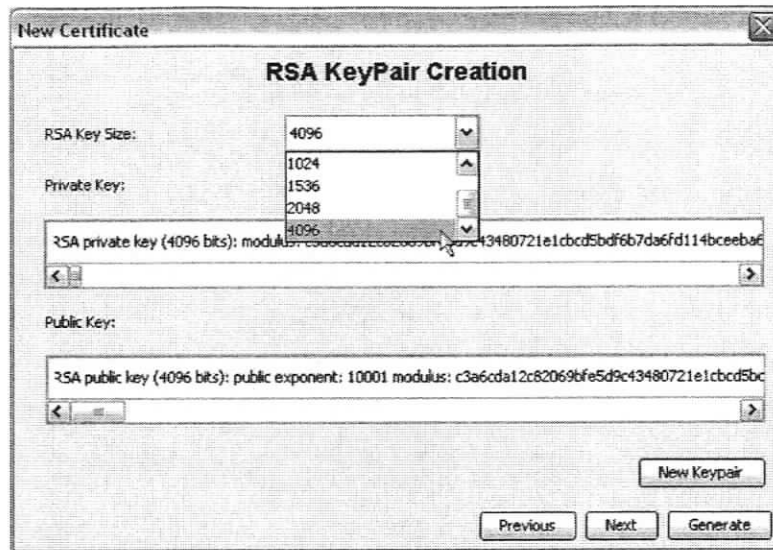 New Certificate
RSA KeyPair Creation
RSA Key Size:
4096
1024
1536
2048
4096
Private Key:
RSA private key (4096 bits): modulus:
Public Key:
RSA public key (4096 bits): public exponent: 10001 modulus: c3a6cda12c82069bfe5d9c43480721e1cbcd5bc
New Keypair
Previous
Next
Generate